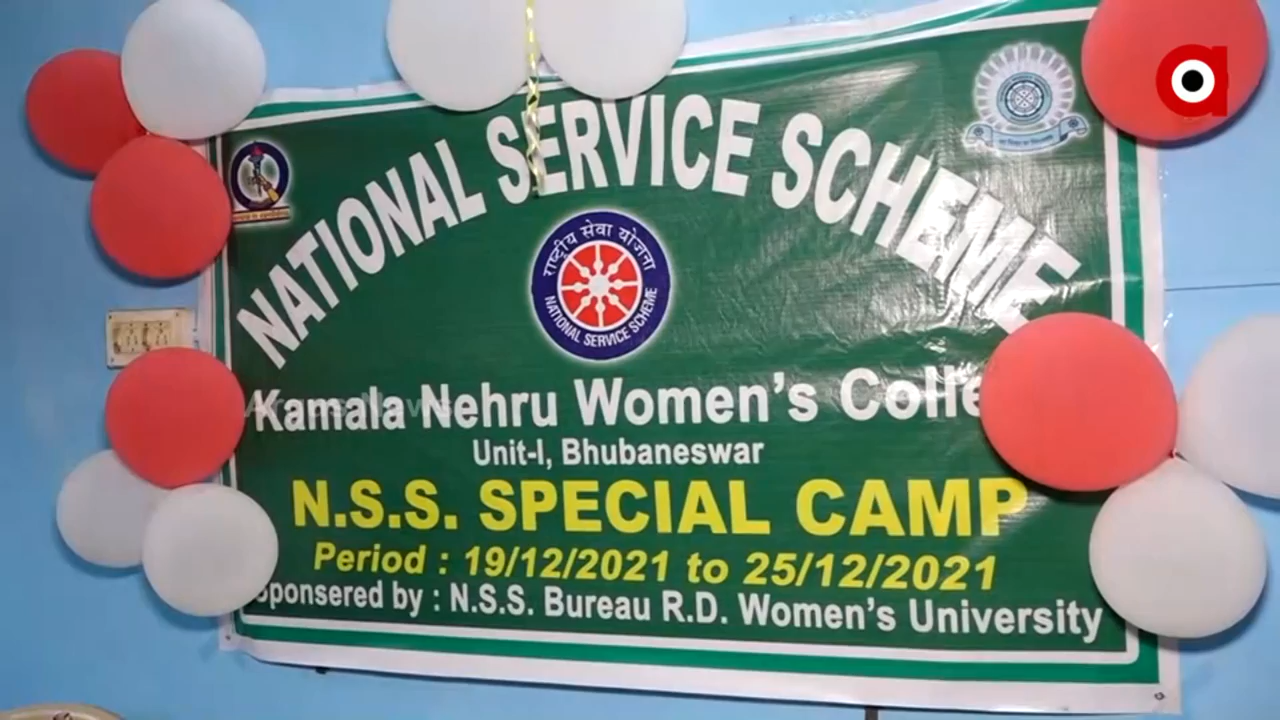 NATIONAL SERVICE SCHEME
राष्ट्रीय सेवा योजना
NATIONAL SERVICE SCHEME
Kamala Nehru Women's Colle
Unit-I, Bhubaneswar
N.S.S. SPECIAL CAMP
Period : 19/12/2021 to 25/12/2021
ponsered by : N.S.S. Bureau R.D. Women's University